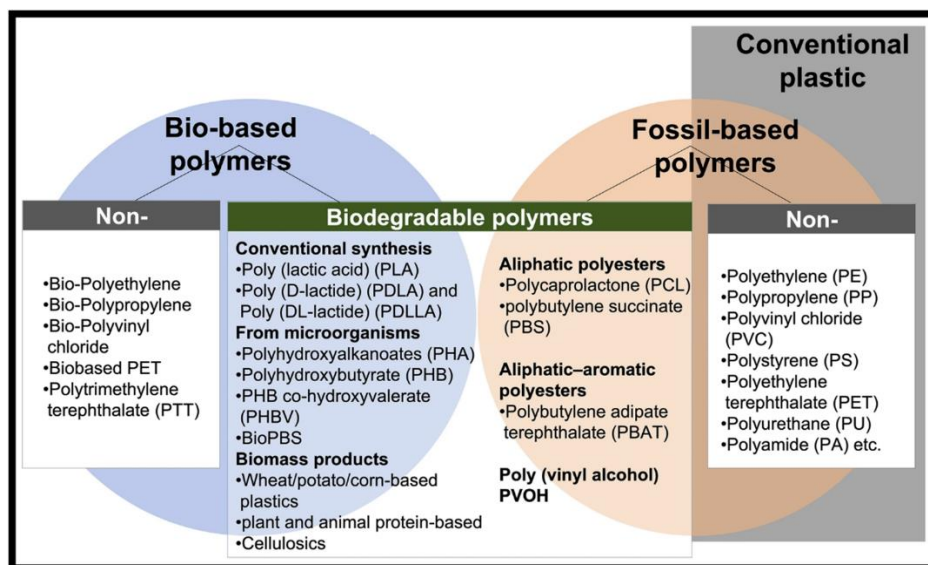 Conventional
plastic
Bio-based
polymers
Fossil-based
polymers
Non-
•Bio-Polyethylene
•Bio-Polypropylene
•Bio-Polyvinyl
chloride
•Biobased PET
•Polytrimethylene
terephthalate (PTT)
Biodegradable polymers
Conventional synthesis
•Poly (lactic acid) (PLA)
•Poly (D-lactide) (PDLA) and
Poly (DL-lactide) (PDLLA)
From microorganisms
•Polyhydroxyalkanoates (PHA)
•Polyhydroxybutyrate (PHB)
•PHB co-hydroxyvalerate
(PHBV)
•BioPBS
Biomass products
•Wheat/potato/corn-based
plastics
•plant and animal protein-based
•Cellulosics
Aliphatic polyesters
•Polycaprolactone (PCL)
•polybutylene succinate
(PBS)
Aliphatic–aromatic
polyesters
•Polybutylene adipate
terephthalate (PBAT)
Poly (vinyl alcohol)
PVOH
Non-
•Polyethylene (PE)
•Polypropylene (PP)
•Polyvinyl chloride
(PVC)
•Polystyrene (PS)
•Polyethylene
terephthalate (PET)
•Polyurethane (PU)
•Polyamide (PA) etc.